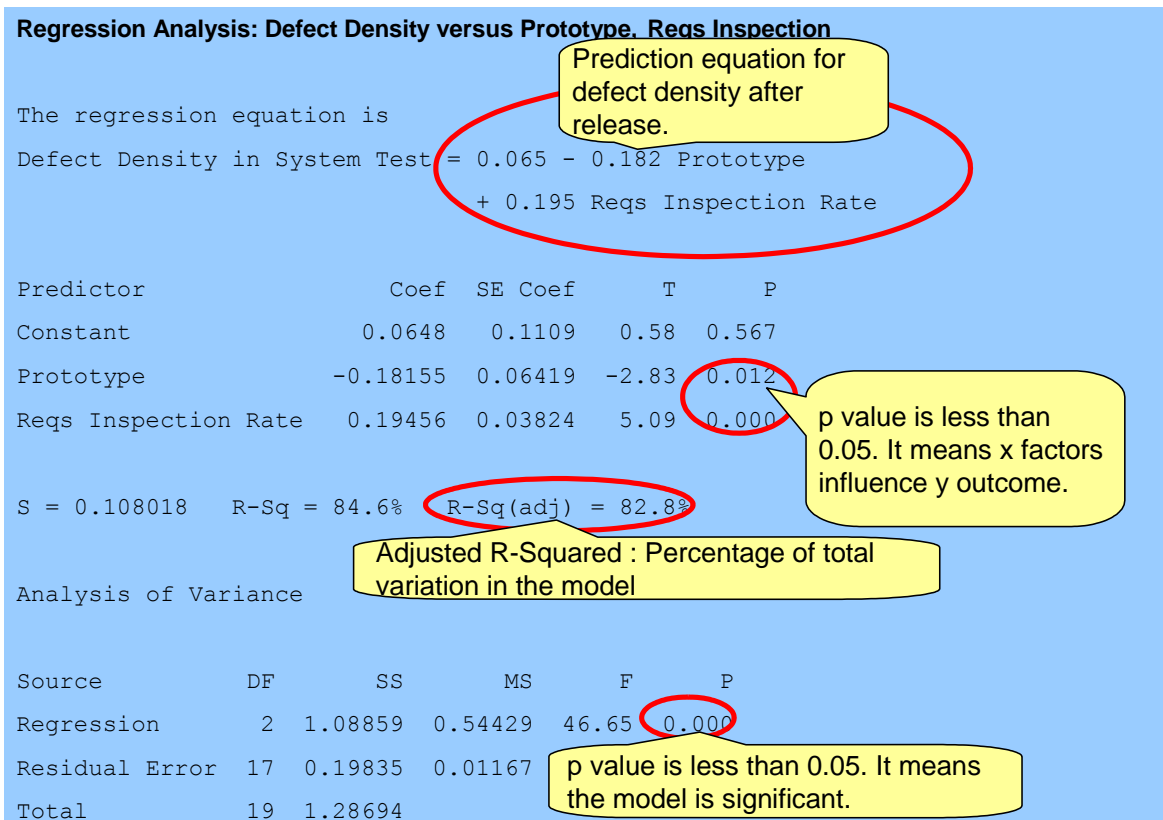 Regression Analysis: Defect Density versus Prototype, Reqs Inspection
Prediction equation for
defect density after
release.
The regression equation is
Defect Density in System Test = 0.065 - 0.182 Prototype
+ 0.195 Reqs Inspection Rate
Predictor Coef SE Coef T P
Constant 0.0648 0.1109 0.58 0.567
Prototype -0.18155 0.06419 -2.83 0.012
Reqs Inspection Rate 0.19456 0.03824 5.09 0.000
p value is less than
0.05. It means x factors
influence y outcome.
S = 0.108018 R-Sq = 84.6% R-Sq(adj) = 82.8%
Adjusted R-Squared : Percentage of total
variation in the model
Analysis of Variance
Source DF SS MS F P
Regression 2 1.08859 0.54429 46.65 0.000
Residual Error 17 0.19835 0.01167
Total 19 1.28694
p value is less than 0.05. It means
the model is significant.